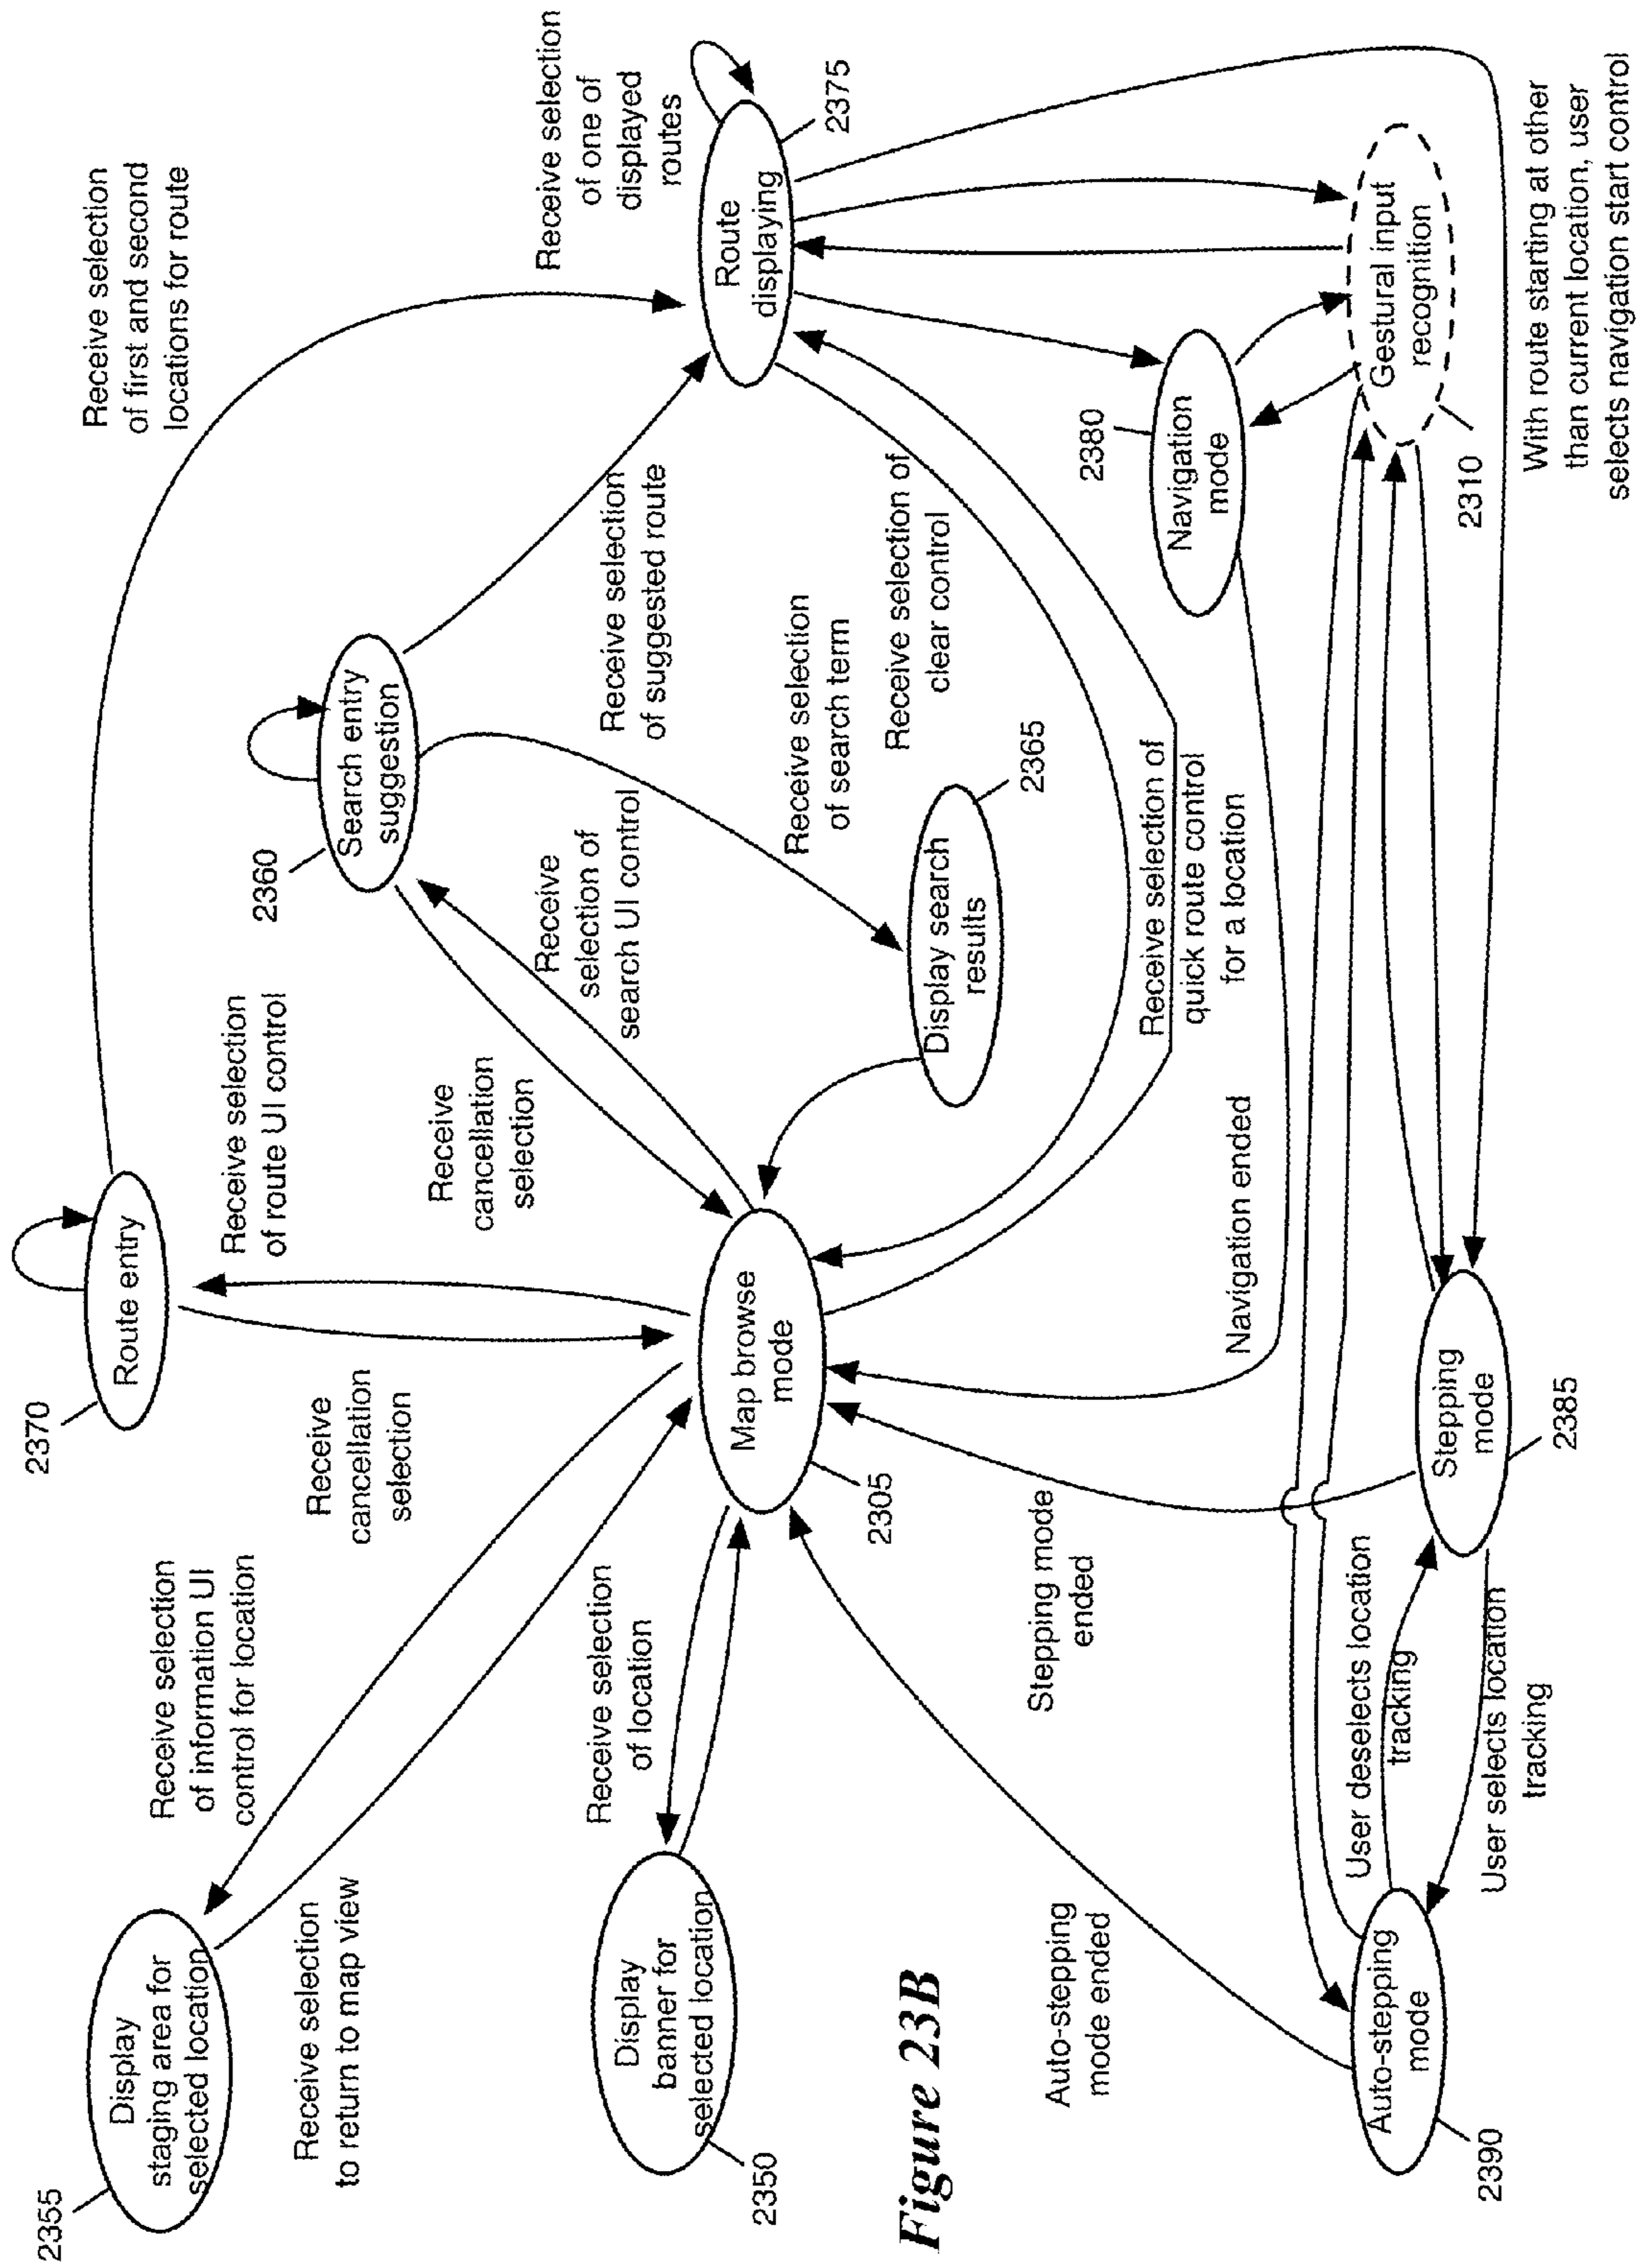 2355
Display
staging area for
selected location
Receive selection
of information UI
control for location
Receive selection
to return to map view
2370
Route entry
Receive
cancellation
selection
Receive selection
of route UI control
Receive selection
of first and second
locations for route
2360
Search entry
suggestion
Receive
cancellation
selection
Receive
selection of
search UI control
Receive selection
of suggested route
Receive selection
of one of
displayed
routes
Route
displaying
2375
Display
banner for
selected location
2350
Receive selection
of location
Map browse
mode
2305
Display search
results
2365
Receive selection
of search term
Receive selection of
clear control
Receive selection of
quick route control
for a location
2380
Navigation
mode
Navigation ended
Stepping mode
ended
Auto-stepping
mode ended
Auto-stepping
mode
2390
User deselects location
tracking
User selects location
tracking
Stepping
mode
2385
Gestural input
recognition
2310
With route starting at other
than current location, user
selects navigation start control
Figure 23B